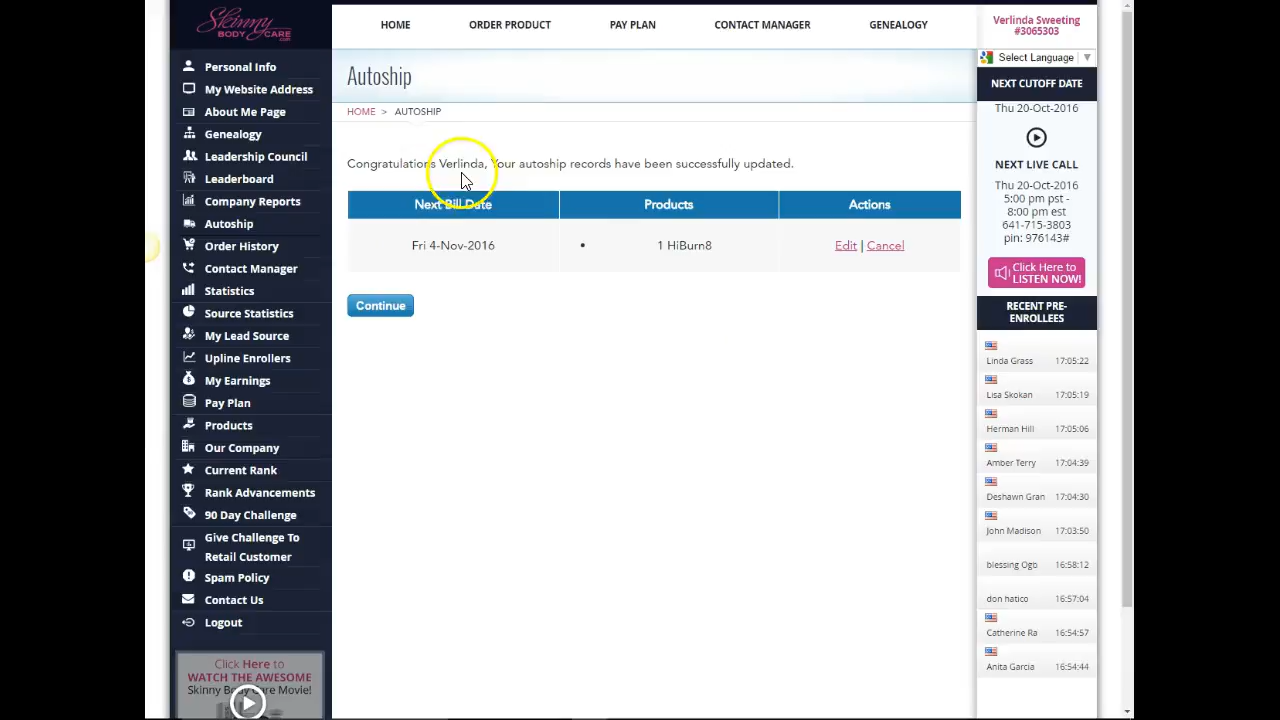 Skinny
BODY CARE
.com
HOME
ORDER PRODUCT
PAY PLAN
CONTACT MANAGER
GENEALOGY
Verlinda Sweeting
#3065303
Personal Info
My Website Address
About Me Page
Genealogy
Leadership Council
Leaderboard
Company Reports
Autoship
Order History
Contact Manager
Statistics
Source Statistics
My Lead Source
Upline Enrollers
My Earnings
Pay Plan
Products
Our Company
Current Rank
Rank Advancements
90 Day Challenge
Give Challenge To
Retail Customer
Spam Policy
Contact Us
Logout
Click Here to
WATCH THE AWESOME
Skinny Body Care Movie!
Autoship
HOME > AUTOSHIP
Congratulations Verlinda, Your autoship records have been successfully updated.
Next Bill Date Products Actions
Fri 4-Nov-2016 • 1 HiBurn8 Edit | Cancel
Continue
Select Language ▼
NEXT CUTOFF DATE
Thu 20-Oct-2016
NEXT LIVE CALL
Thu 20-Oct-2016
5:00 pm pst -
8:00 pm est
641-715-3803
pin: 976143#
Click Here to
LISTEN NOW!
RECENT PRE-
ENROLLEES
Linda Grass 17:05:22
Lisa Skokan 17:05:19
Herman Hill 17:05:06
Amber Terry 17:04:39
Deshawn Gran 17:04:30
John Madison 17:03:50
blessing Ogb 16:58:12
don hatico 16:57:04
Catherine Ra 16:54:57
Anita Garcia 16:54:44